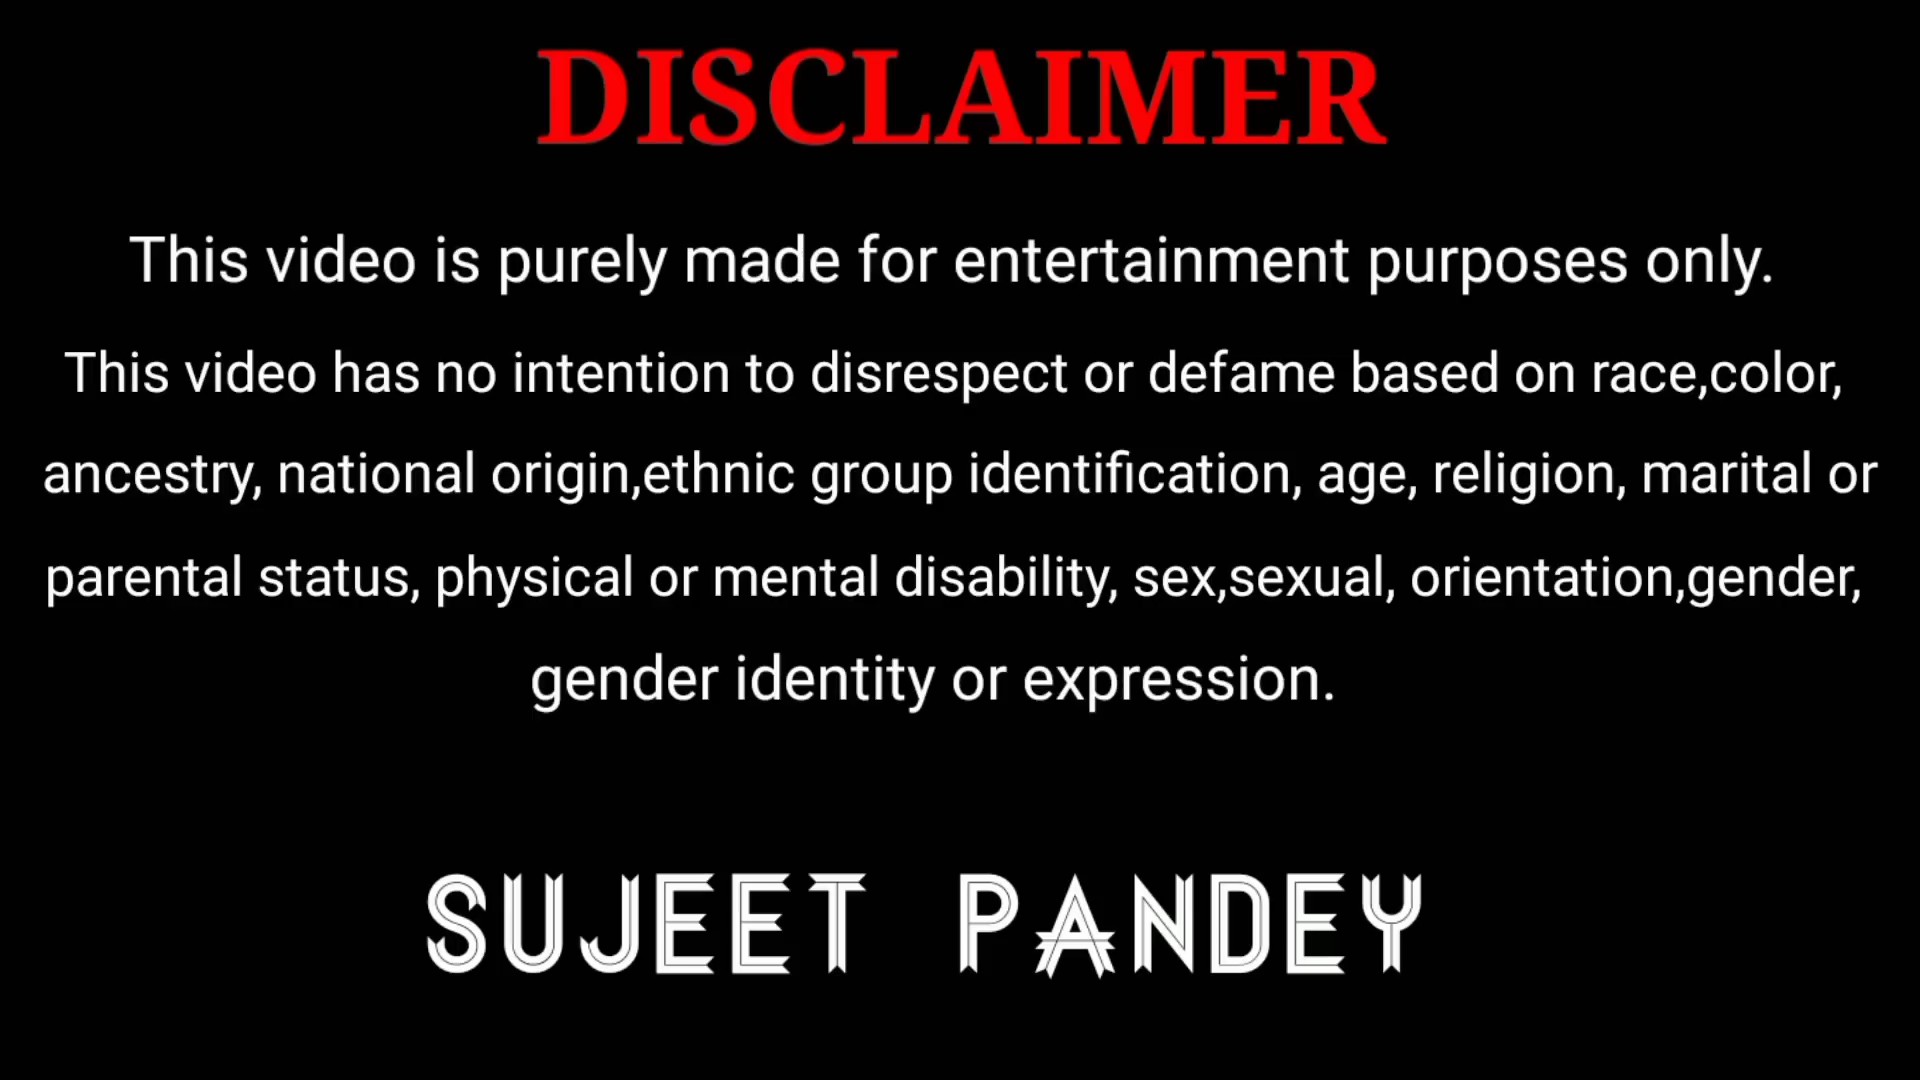 DISCLAIMER
This video is purely made for entertainment purposes only.
This video has no intention to disrespect or defame based on race,color,
ancestry, national origin,ethnic group identification, age, religion, marital or
parental status, physical or mental disability, sex,sexual, orientation,gender,
gender identity or expression.
SUJEET PANDEY